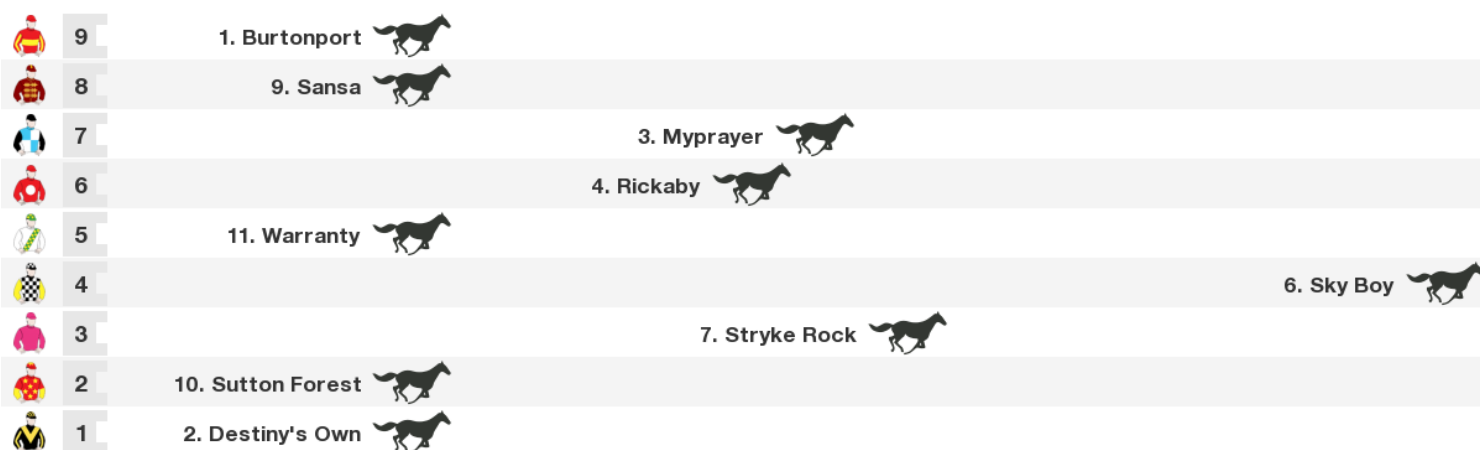 9 1. Burtonport
8 9. Sansa
7 3. Myprayer
6 4. Rickaby
5 11. Warranty
4 6. Sky Boy
3 7. Stryke Rock
2 10. Sutton Forest
1 2. Destiny's Own